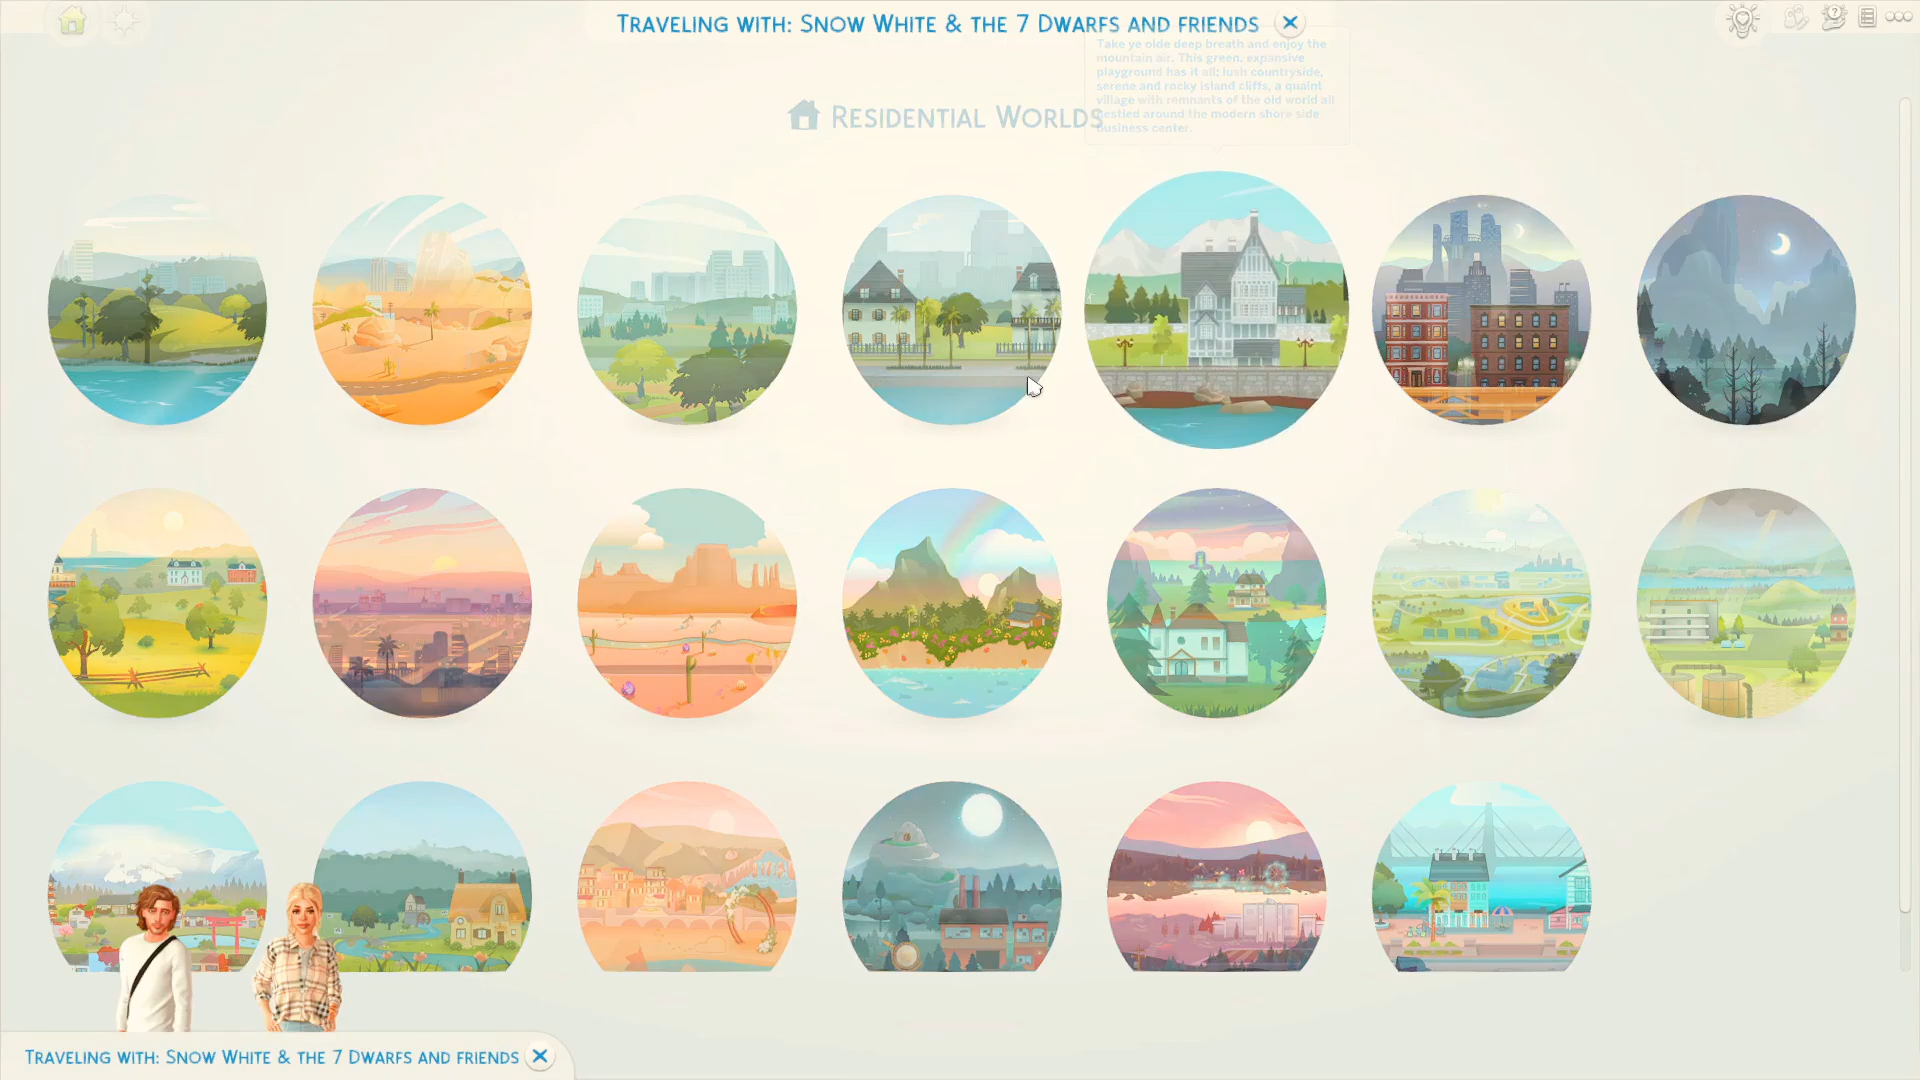 Traveling with: Snow White & the 7 Dwarfs and friends
Take ye olde deep breath and enjoy the
mountain air. This green, expansive
playground has it all; lush countryside,
serene and rocky island cliffs, a quaint
village with remnants of the old world all
nestled around the modern shore side
business center.
Residential Worlds
Traveling with: Snow White & the 7 Dwarfs and friends